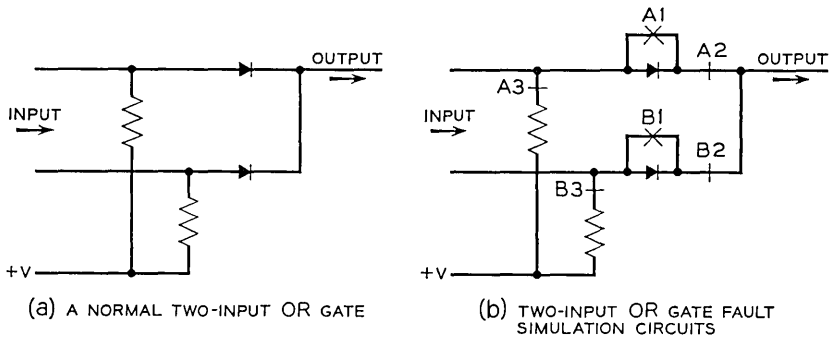 OUTPUT
INPUT
+V
(a) A NORMAL TWO-INPUT OR GATE
A1
A2
OUTPUT
A3
INPUT
B1
B2
B3
+V
(b) TWO-INPUT OR GATE FAULT
SIMULATION CIRCUITS